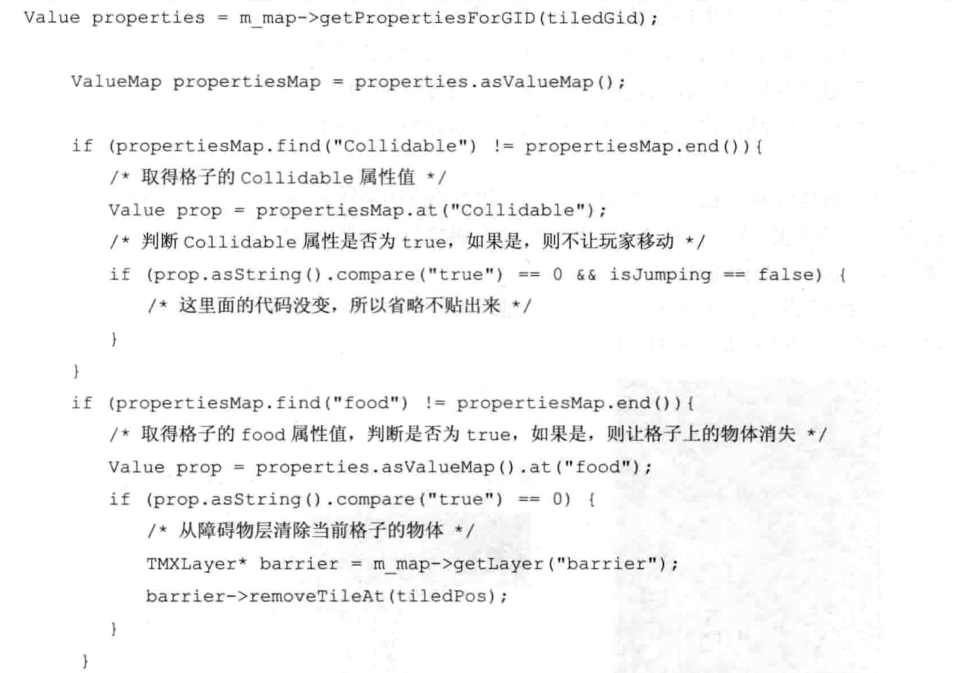 Value properties = m_map->getPropertiesForGID(tiledGid);
ValueMap propertiesMap = properties.asValueMap();
if (propertiesMap.find("Collidable") != propertiesMap.end()){
/* 取得格子的 Collidable 属性值 */
Value prop = propertiesMap.at("Collidable");
/* 判断 Collidable 属性是否为 true，如果是，则不让玩家移动 */
if (prop.asString().compare("true") == 0 && isJumping == false) {
/* 这里面的代码没变，所以省略不贴出来 */
}
}
if (propertiesMap.find("food") != propertiesMap.end()){
/* 取得格子的 food 属性值，判断是否为 true，如果是，则让格子上的物体消失 */
Value prop = properties.asValueMap().at("food");
if (prop.asString().compare("true") == 0) {
/* 从障碍物层清除当前格子的物体 */
TMXLayer* barrier = m_map->getLayer("barrier");
barrier->removeTileAt(tiledPos);
}
}